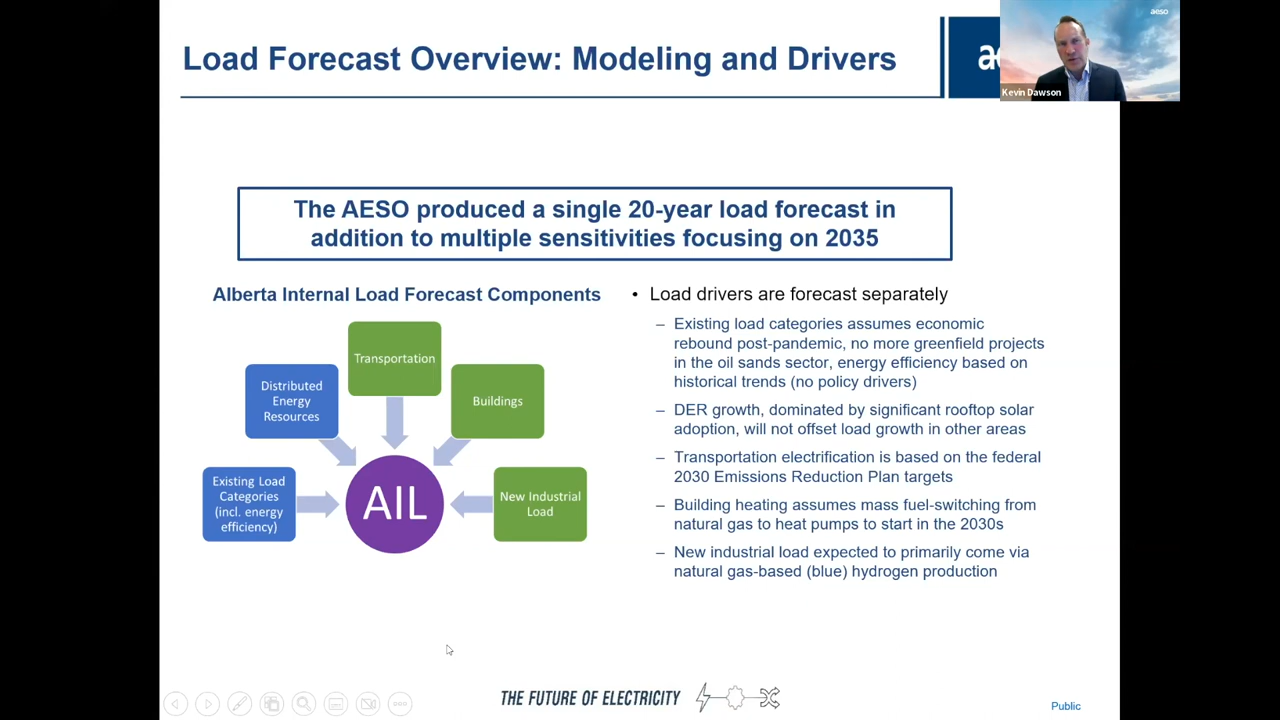 Load Forecast Overview: Modeling and Drivers
aeso
Kevin Dawson
The AESO produced a single 20-year load forecast in
addition to multiple sensitivities focusing on 2035
Alberta Internal Load Forecast Components
Transportation
Distributed
Energy
Resources
Buildings
Existing Load
Categories
(incl. energy
efficiency)
AIL
New Industrial
Load
• Load drivers are forecast separately
– Existing load categories assumes economic
rebound post-pandemic, no more greenfield projects
in the oil sands sector, energy efficiency based on
historical trends (no policy drivers)
– DER growth, dominated by significant rooftop solar
adoption, will not offset load growth in other areas
– Transportation electrification is based on the federal
2030 Emissions Reduction Plan targets
– Building heating assumes mass fuel-switching from
natural gas to heat pumps to start in the 2030s
– New industrial load expected to primarily come via
natural gas-based (blue) hydrogen production
THE FUTURE OF ELECTRICITY
Public